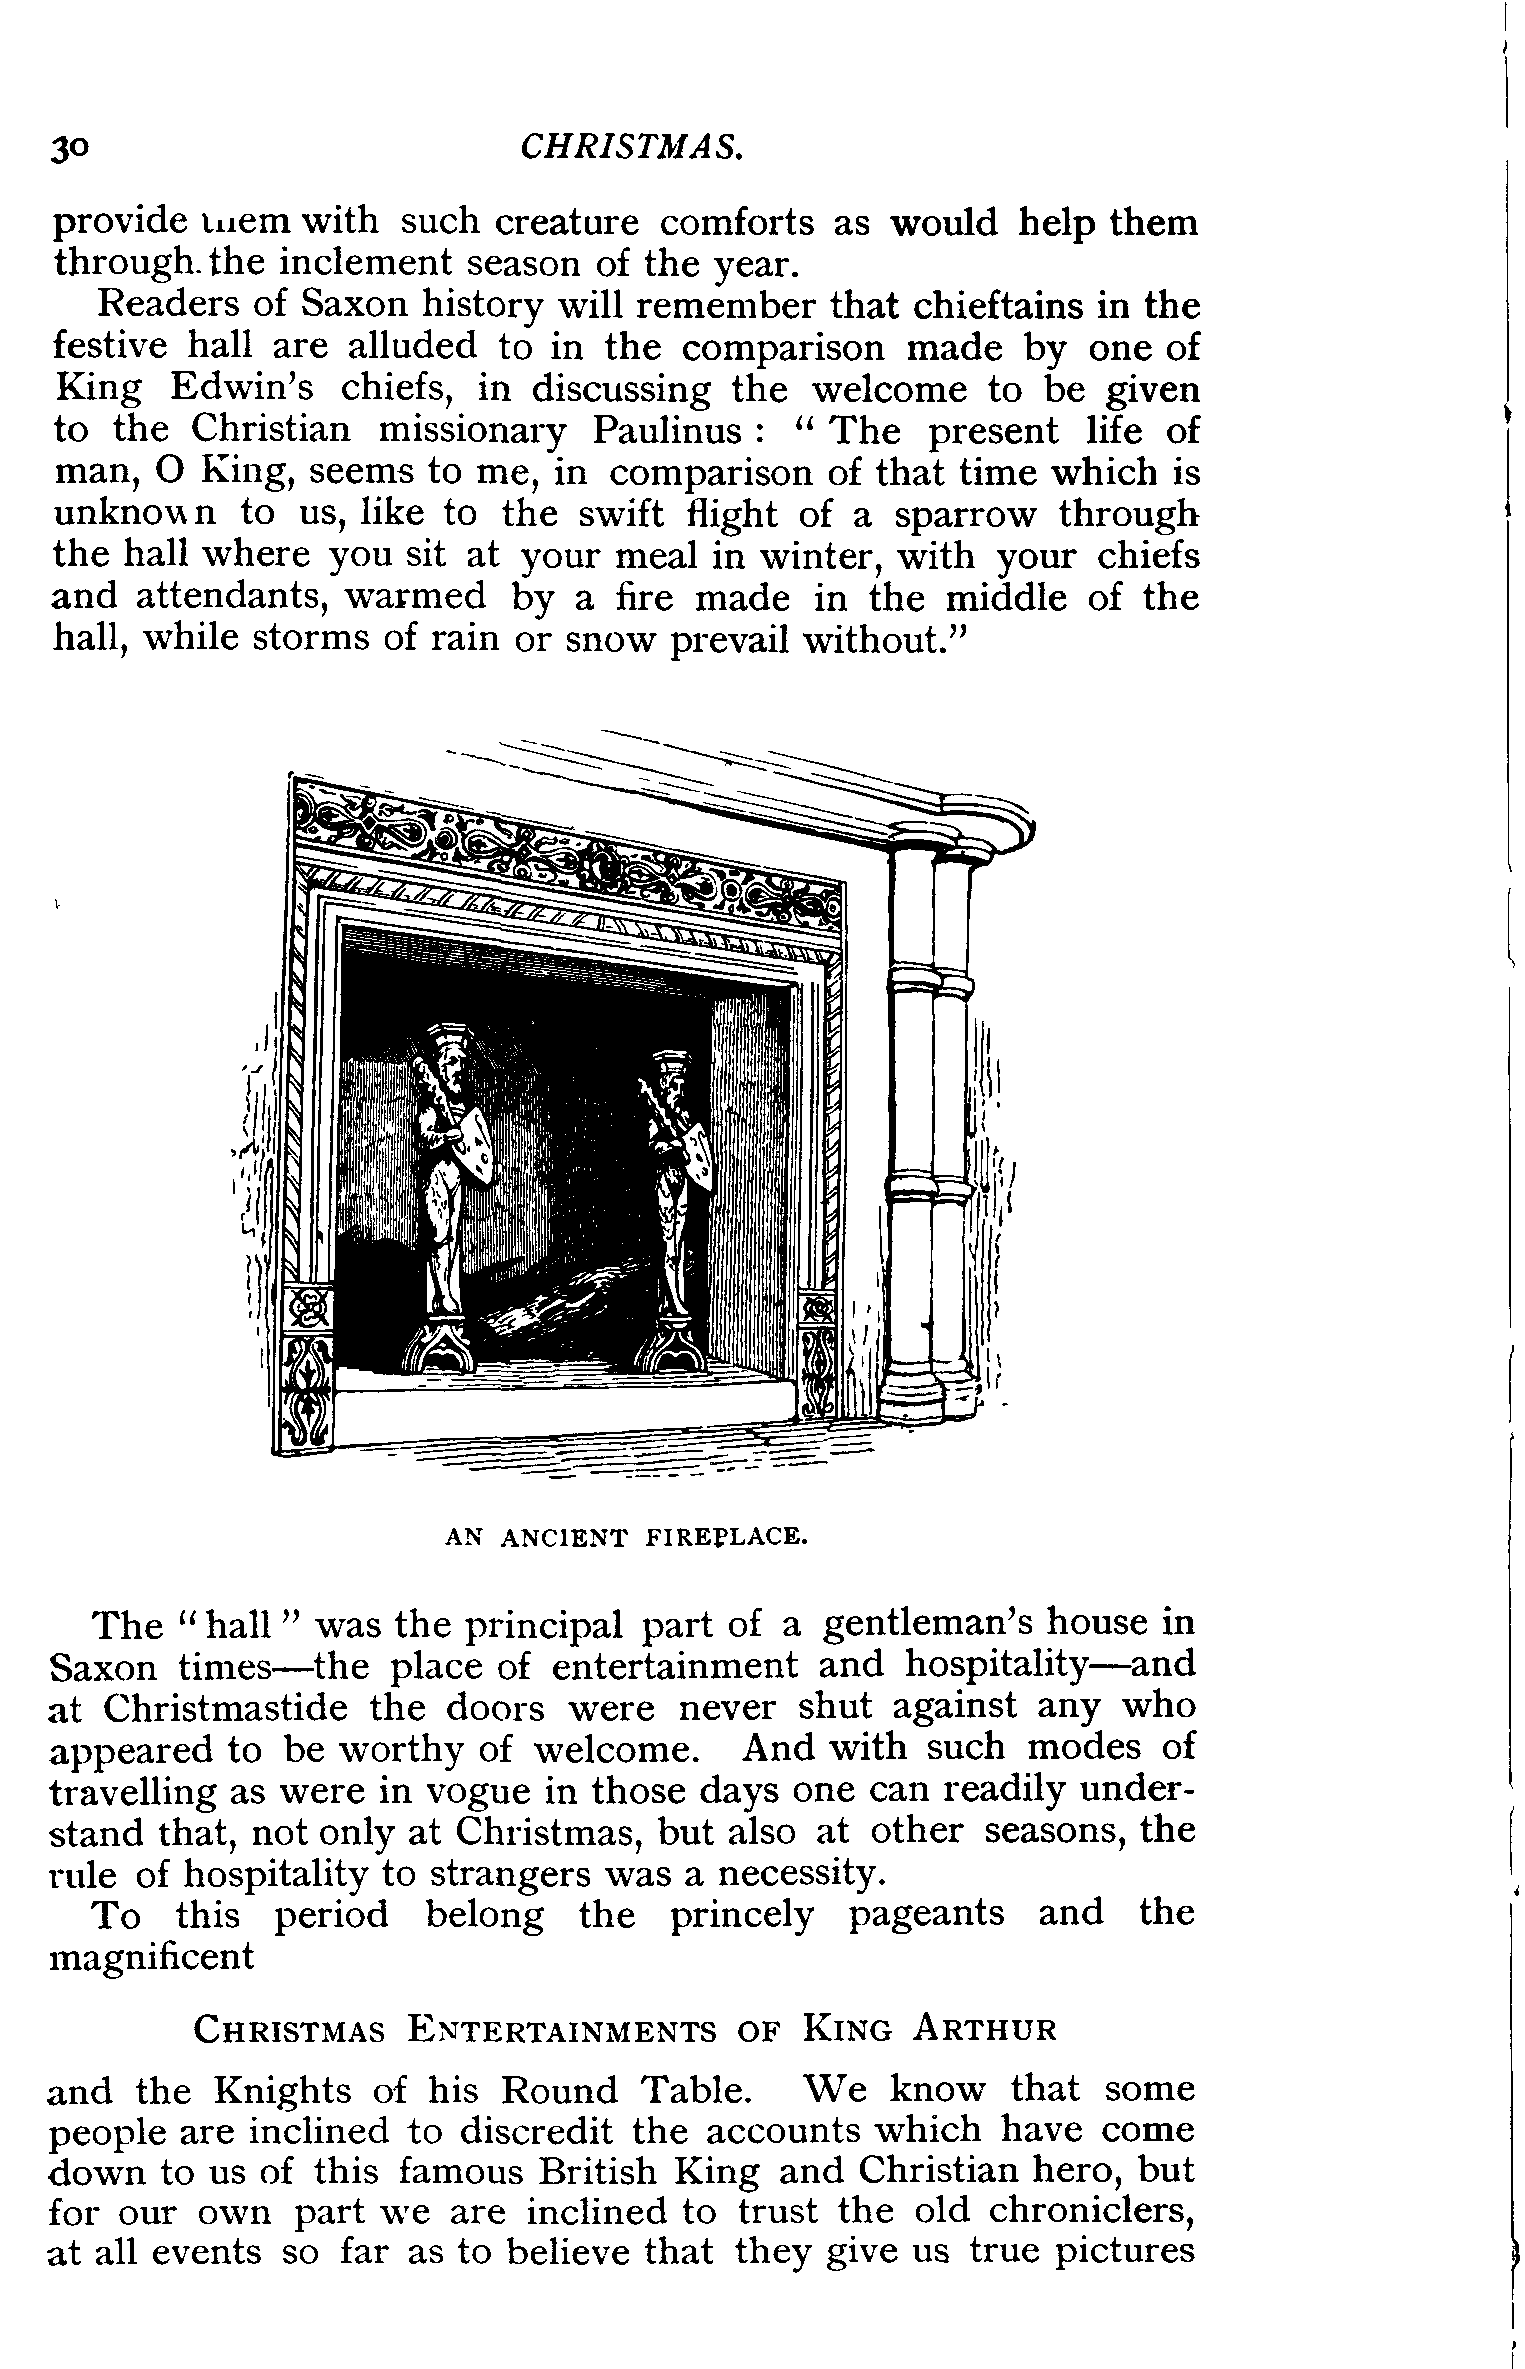 30 CHRISTMAS.
provide them with such creature comforts as would help them
through the inclement season of the year.
Readers of Saxon history will remember that chieftains in the
festive hall are alluded to in the comparison made by one of
King Edwin's chiefs, in discussing the welcome to be given
to the Christian missionary Paulinus : “ The present life of
man, O King, seems to me, in comparison of that time which is
unknown to us, like to the swift flight of a sparrow through
the hall where you sit at your meal in winter, with your chiefs
and attendants, warmed by a fire made in the middle of the
hall, while storms of rain or snow prevail without.”
AN ANCIENT FIREPLACE.
The “ hall ” was the principal part of a gentleman's house in
Saxon times—the place of entertainment and hospitality—and
at Christmastide the doors were never shut against any who
appeared to be worthy of welcome. And with such modes of
travelling as were in vogue in those days one can readily under-
stand that, not only at Christmas, but also at other seasons, the
rule of hospitality to strangers was a necessity.
To this period belong the princely pageants and the
magnificent
CHRISTMAS ENTERTAINMENTS OF KING ARTHUR
and the Knights of his Round Table. We know that some
people are inclined to discredit the accounts which have come
down to us of this famous British King and Christian hero, but
for our own part we are inclined to trust the old chroniclers,
at all events so far as to believe that they give us true pictures